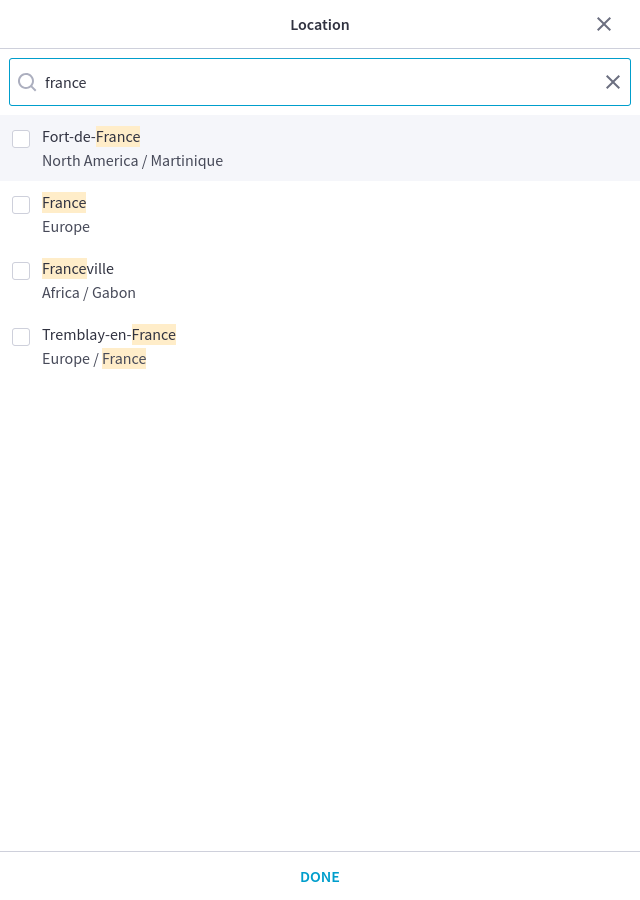 Location
france
Fort-de-France
North America / Martinique
France
Europe
Franceville
Africa / Gabon
Tremblay-en-France
Europe / France
DONE